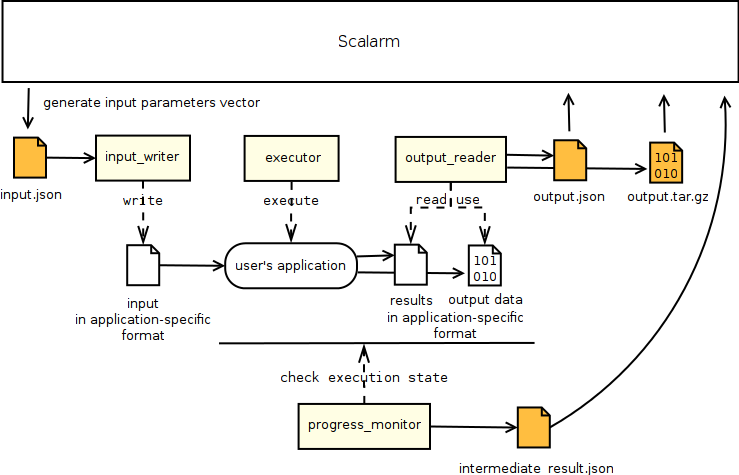 Scalarm
generate input parameters vector
input_writer
executor
output_reader
101
010
input.json
output.json
output.tar.gz
write
execute
read use
user's application
101
010
input
in application-specific
format
results
output data
in application-specific
format
check execution state
progress_monitor
intermediate_result.json